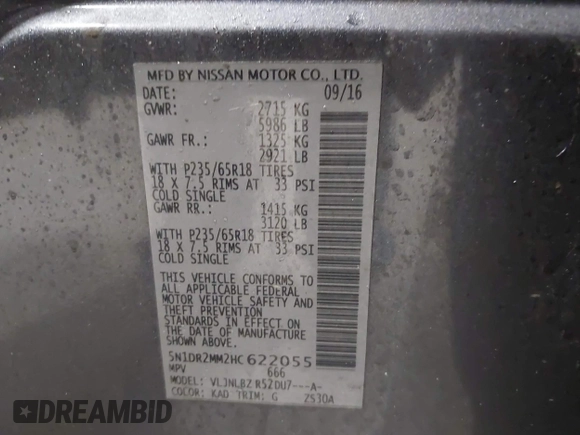 MFD BY NISSAN MOTOR CO., LTD.
DATE: 09/16
GVWR: 2715 KG
5986 LB
GAWR FR.: 1325 KG
2921 LB
WITH P235/65R18 TIRES
18 X 7.5 RIMS AT 33 PSI
COLD SINGLE
GAWR RR.: 1415 KG
3120 LB
WITH P235/65R18 TIRES
18 X 7.5 RIMS AT 33 PSI
COLD SINGLE
THIS VEHICLE CONFORMS TO
ALL APPLICABLE FEDERAL
MOTOR VEHICLE SAFETY AND
THEFT PREVENTION
STANDARDS IN EFFECT ON
THE DATE OF MANUFACTURE
SHOWN ABOVE.
5N1DR2MM2HC622055
MPV 666
MODEL: VLJNLBZ R52DU7---A-
COLOR: KAD TRIM: G ZS30A
DREAMBID